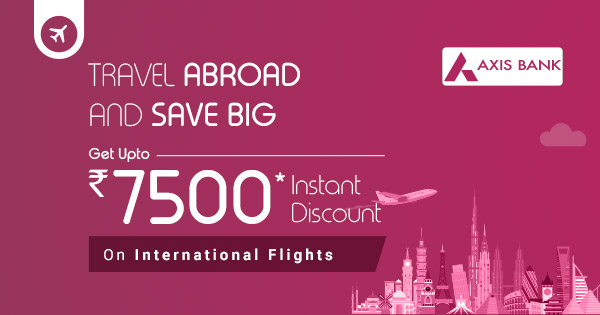 TRAVEL ABROAD
AND SAVE BIG
AXIS BANK
Get Upto
₹7500* Instant
Discount
On International Flights